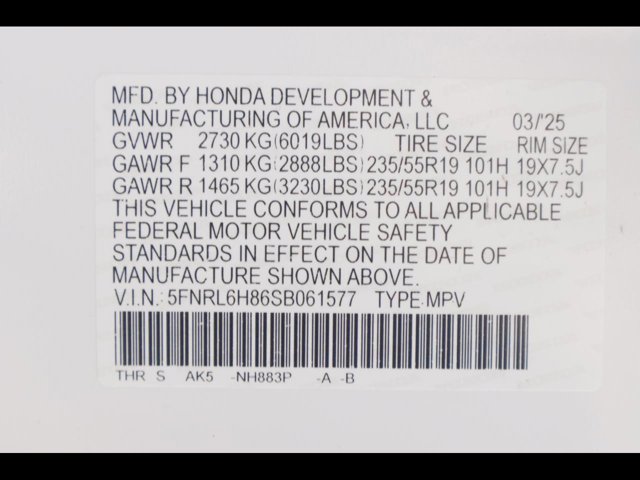 MFD. BY HONDA DEVELOPMENT &
MANUFACTURING OF AMERICA, LLC 03/'25
GVWR 2730 KG(6019LBS) TIRE SIZE RIM SIZE
GAWR F 1310 KG(2888LBS) 235/55R19 101H 19X7.5J
GAWR R 1465 KG(3230LBS) 235/55R19 101H 19X7.5J
THIS VEHICLE CONFORMS TO ALL APPLICABLE
FEDERAL MOTOR VEHICLE SAFETY
STANDARDS IN EFFECT ON THE DATE OF
MANUFACTURE SHOWN ABOVE.
V.I.N.: 5FNRL6H86SB061577 TYPE:MPV
THR S AK5 -NH883P -A -B